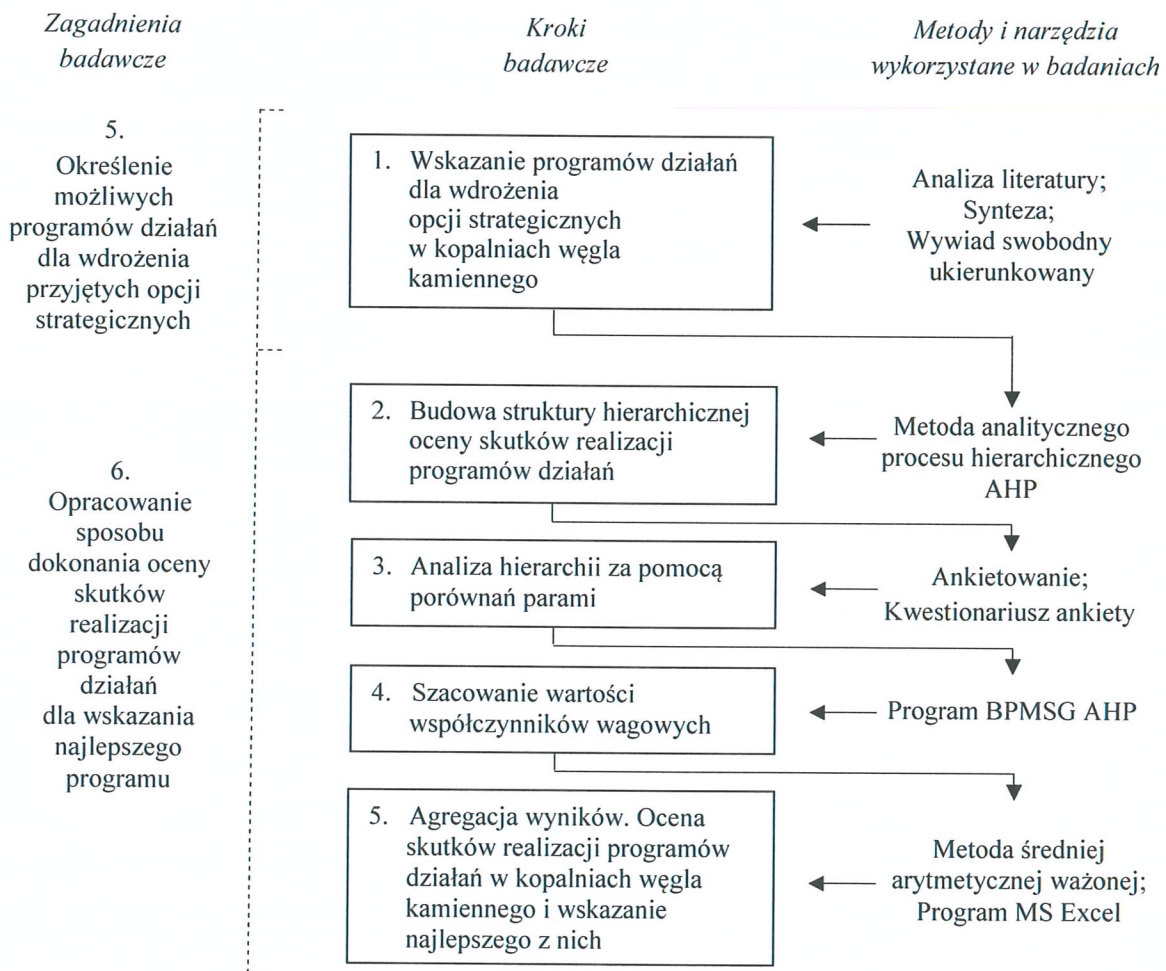 Zagadnienia
badawcze
Kroki
badawcze
Metody i narzędzia
wykorzystane w badaniach
5.
Określenie
możliwych
programów działań
dla wdrożenia
przyjętych opcji
strategicznych
1. Wskazanie programów działań
dla wdrożenia
opcji strategicznych
w kopalniach węgla
kamiennego
Analiza literatury;
Synteza;
Wywiad swobodny
ukierunkowany
6.
Opracowanie
sposobu
dokonania oceny
skutków
realizacji
programów
działań
dla wskazania
najlepszego
programu
2. Budowa struktury hierarchicznej
oceny skutków realizacji
programów działań
Metoda analitycznego
procesu hierarchicznego
AHP
3. Analiza hierarchii za pomocą
porównań parami
Ankietowanie;
Kwestionariusz ankiety
4. Szacowanie wartości
współczynników wagowych
Program BPMSG AHP
5. Agregacja wyników. Ocena
skutków realizacji programów
działań w kopalniach węgla
kamiennego i wskazanie
najlepszego z nich
Metoda średniej
arytmetycznej ważonej;
Program MS Excel